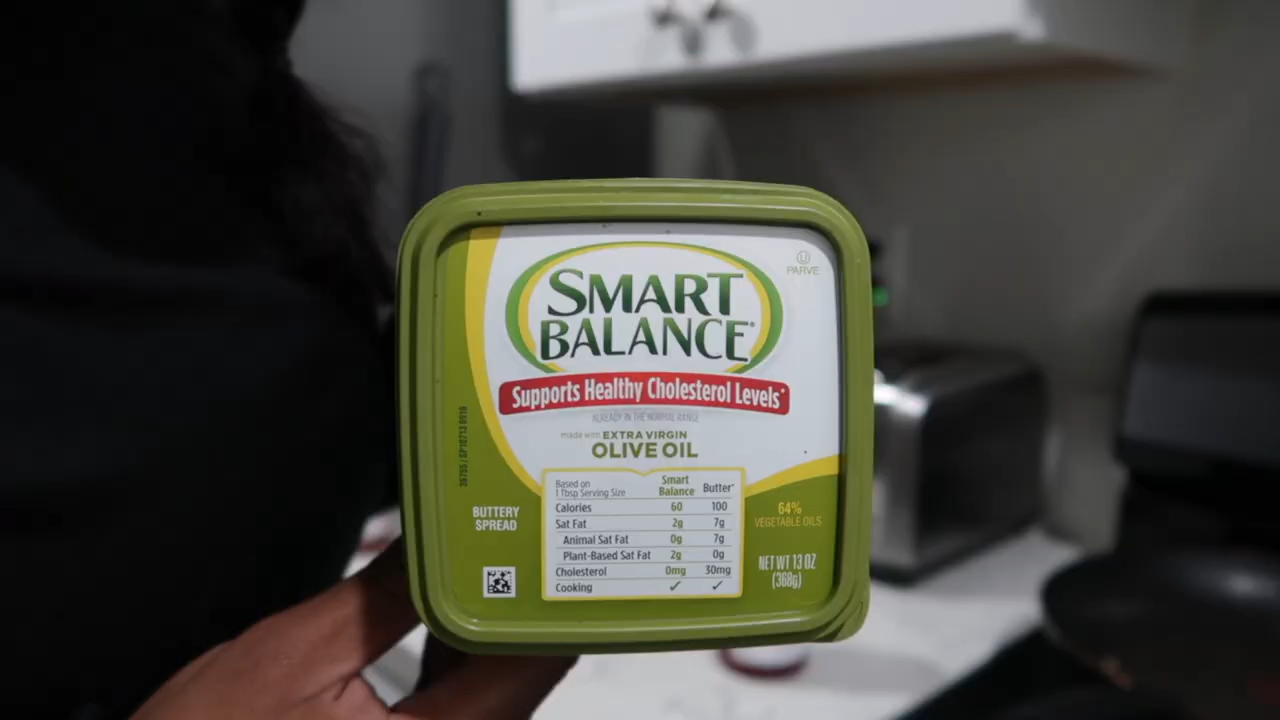 U
PARVE
SMART
BALANCE®
Supports Healthy Cholesterol Levels*
ALREADY IN THE NORMAL RANGE
made with EXTRA VIRGIN
OLIVE OIL
Based on
1 Tbsp Serving Size
Smart
Balance
Butter*
Calories 60 100
Sat Fat 2g 7g
Animal Sat Fat 0g 7g
Plant-Based Sat Fat 2g 0g
Cholesterol 0mg 30mg
Cooking ✓ ✓
BUTTERY
SPREAD
64%
VEGETABLE OILS
NET WT 13 OZ
(368g)